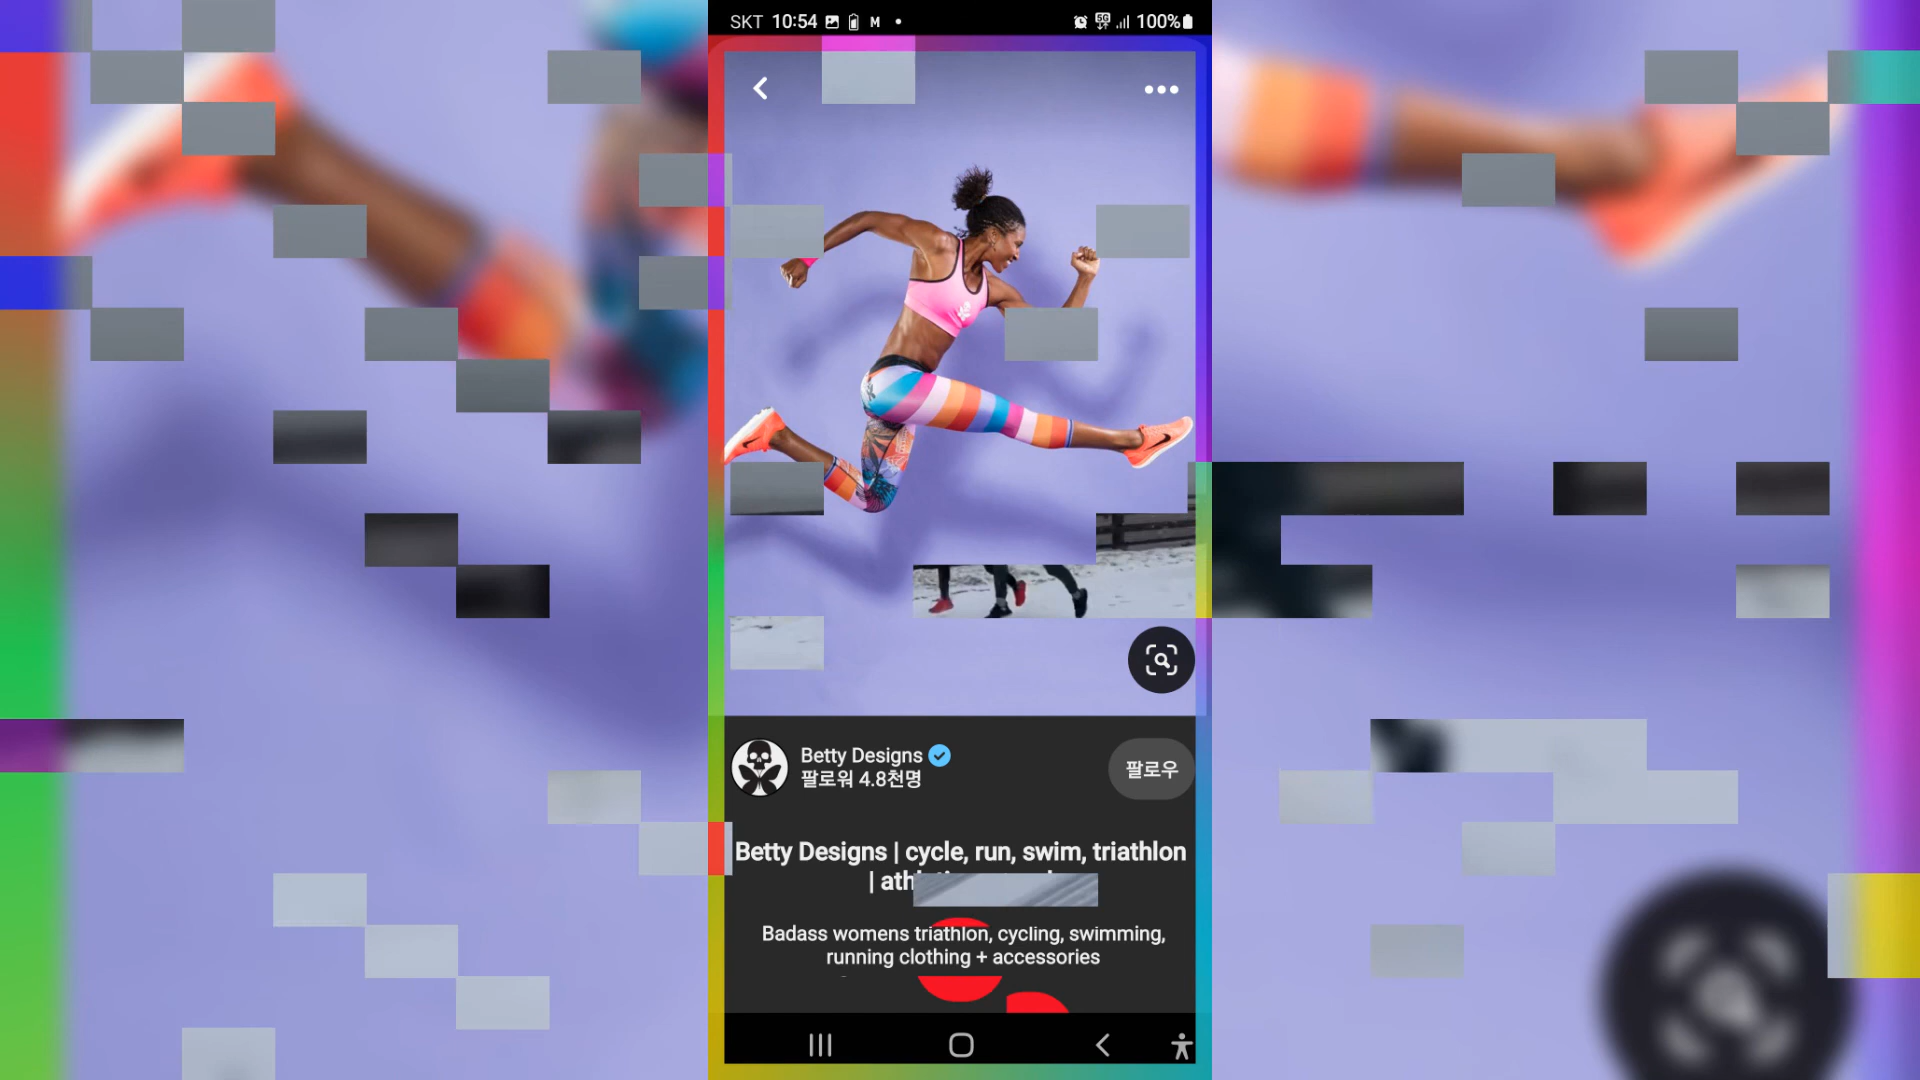 SKT 10:54 M
5G 100%
Betty Designs
팔로워 4.8천명
팔로우
Betty Designs | cycle, run, swim, triathlon
|
Badass womens triathlon, cycling, swimming,
running clothing + accessories